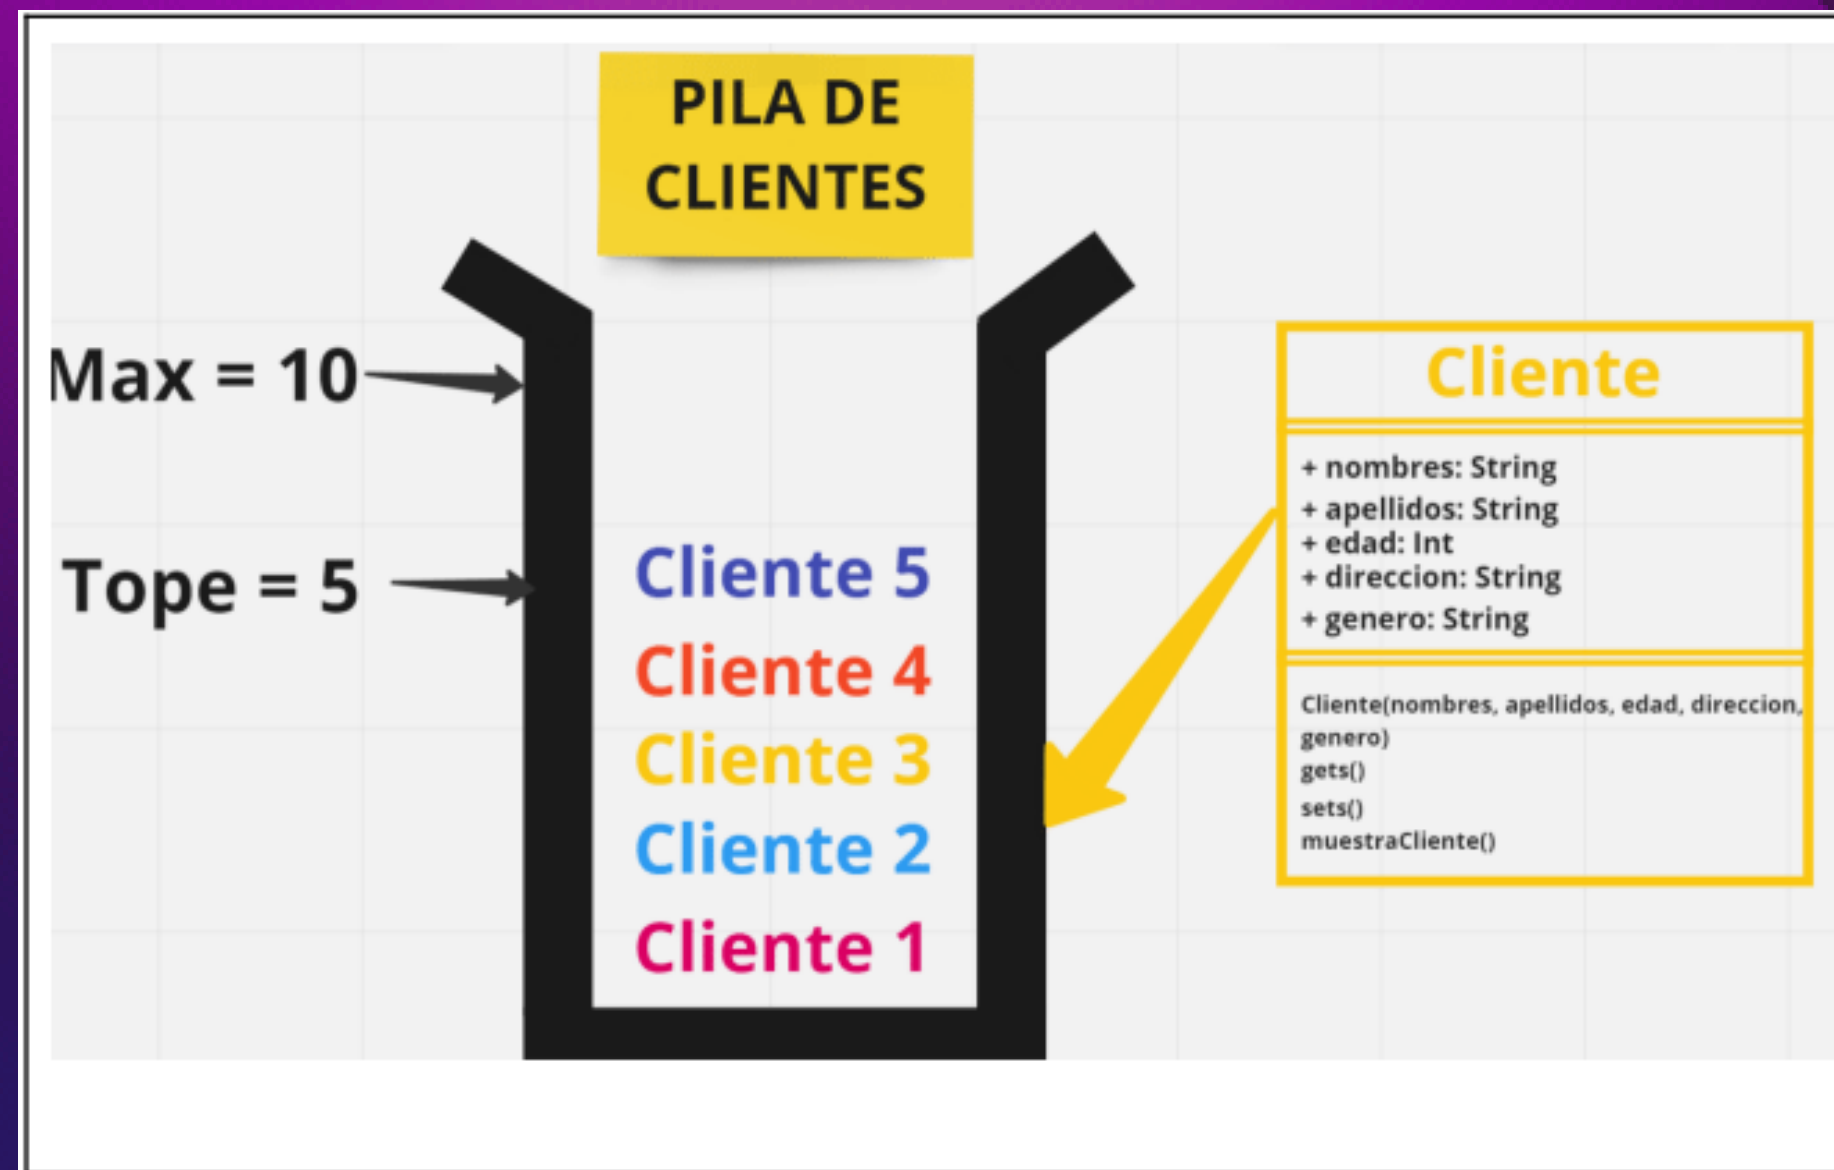 PILA DE
CLIENTES
Max = 10
Tope = 5
Cliente 5
Cliente 4
Cliente 3
Cliente 2
Cliente 1
Cliente
+ nombres: String
+ apellidos: String
+ edad: Int
+ direccion: String
+ genero: String
Cliente(nombres, apellidos, edad, direccion,
genero)
gets()
sets()
muestraCliente()